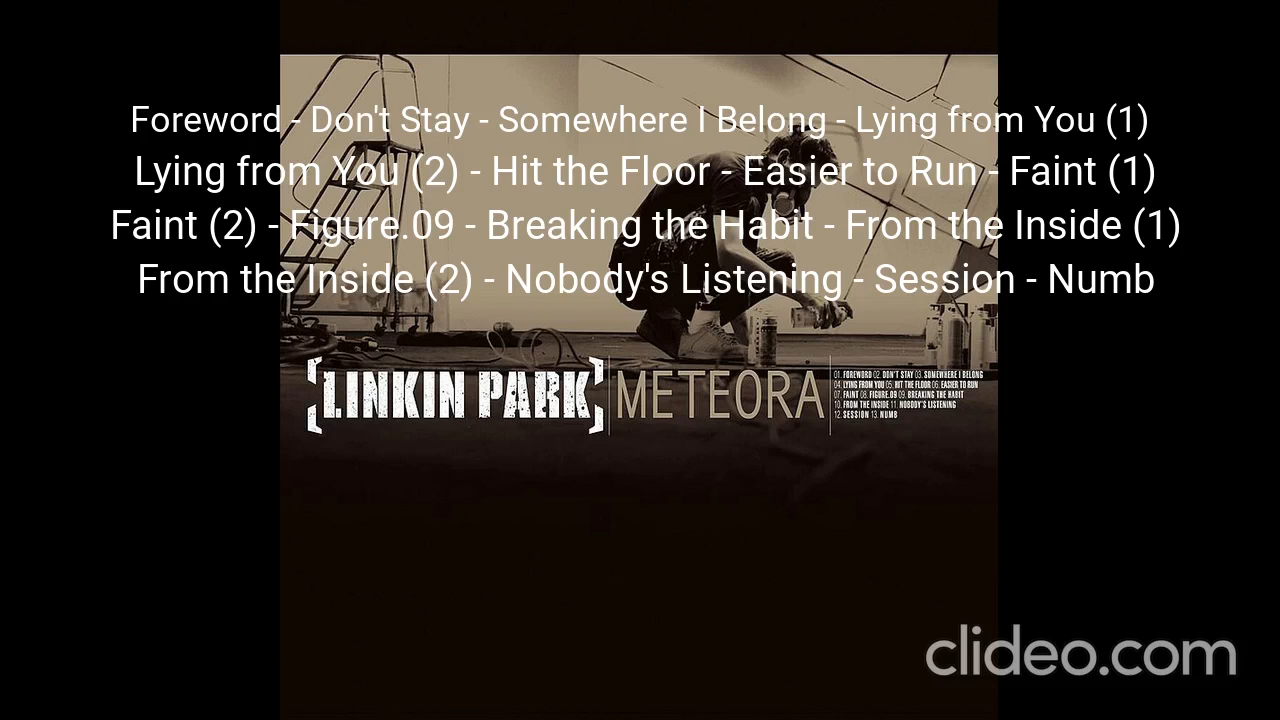 Foreword - Don't Stay - Somewhere I Belong - Lying from You (1)
Lying from You (2) - Hit the Floor - Easier to Run - Faint (1)
Faint (2) - Figure.09 - Breaking the Habit - From the Inside (1)
From the Inside (2) - Nobody's Listening - Session - Numb
[LINKIN PARK] METEORA
01. FOREWORD 02. DON'T STAY 03. SOMEWHERE I BELONG
04. LYING FROM YOU 05. HIT THE FLOOR 06. EASIER TO RUN
07. FAINT 08. FIGURE.09 09. BREAKING THE HABIT
10. FROM THE INSIDE 11. NOBODY'S LISTENING
12. SESSION 13. NUMB
clideo.com